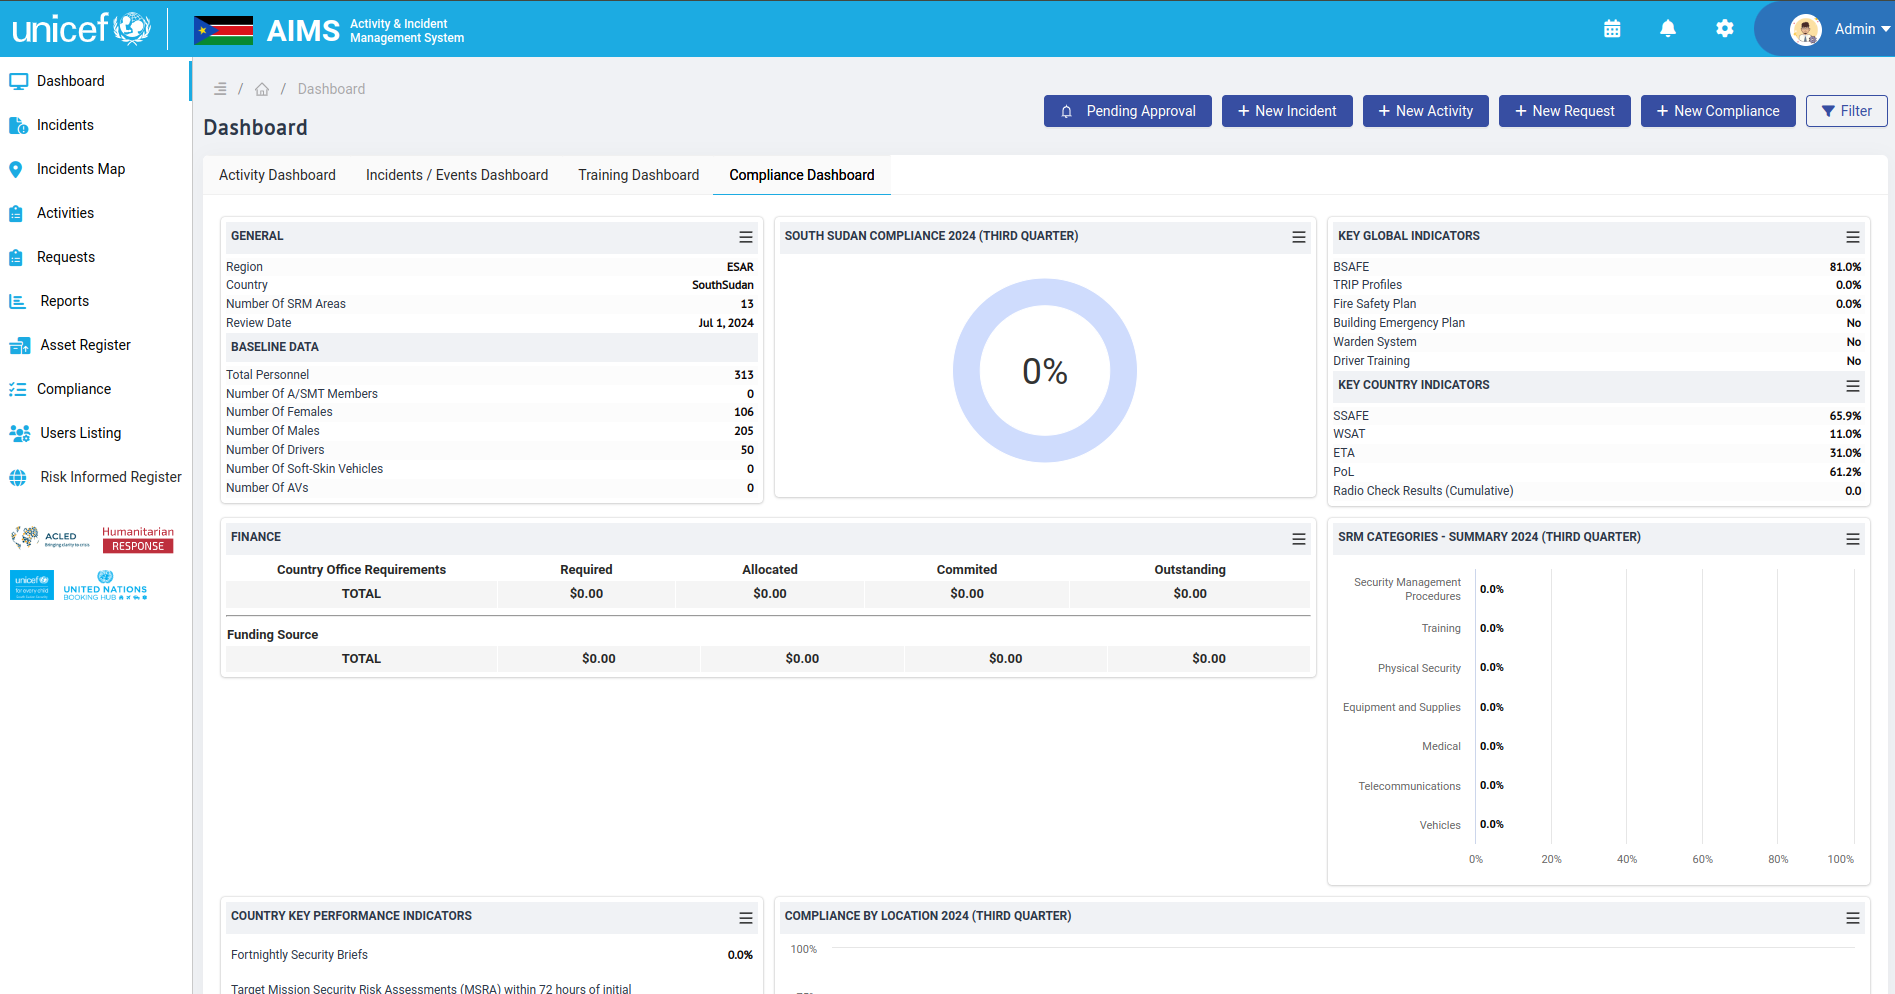 unicef
AIMS
Activity & Incident
Management System
Admin
Dashboard
Incidents
Incidents Map
Activities
Requests
Reports
Asset Register
Compliance
Users Listing
Risk Informed Register
ACLED
Bringing clarity to crisis
Humanitarian
RESPONSE
unicef
for every child
UNITED NATIONS
BOOKING HUB
/ / Dashboard
Dashboard
Pending Approval
+ New Incident
+ New Activity
+ New Request
+ New Compliance
Filter
Activity Dashboard
Incidents / Events Dashboard
Training Dashboard
Compliance Dashboard
GENERAL
Region ESAR
Country SouthSudan
Number Of SRM Areas 13
Review Date Jul 1, 2024
BASELINE DATA
Total Personnel 313
Number Of A/SMT Members 0
Number Of Females 106
Number Of Males 205
Number Of Drivers 50
Number Of Soft-Skin Vehicles 0
Number Of AVs 0
SOUTH SUDAN COMPLIANCE 2024 (THIRD QUARTER)
0%
KEY GLOBAL INDICATORS
BSAFE 81.0%
TRIP Profiles 0.0%
Fire Safety Plan 0.0%
Building Emergency Plan No
Warden System No
Driver Training No
KEY COUNTRY INDICATORS
SSAFE 65.9%
WSAT 11.0%
ETA 31.0%
PoL 61.2%
Radio Check Results (Cumulative) 0.0
FINANCE
Country Office Requirements Required Allocated Commited Outstanding
TOTAL $0.00 $0.00 $0.00 $0.00
Funding Source
TOTAL $0.00 $0.00 $0.00 $0.00
SRM CATEGORIES - SUMMARY 2024 (THIRD QUARTER)
Security Management
Procedures 0.0%
Training 0.0%
Physical Security 0.0%
Equipment and Supplies 0.0%
Medical 0.0%
Telecommunications 0.0%
Vehicles 0.0%
0% 20% 40% 60% 80% 100%
COUNTRY KEY PERFORMANCE INDICATORS
Fortnightly Security Briefs 0.0%
Target Mission Security Risk Assessments (MSRA) within 72 hours of initial
COMPLIANCE BY LOCATION 2024 (THIRD QUARTER)
100%